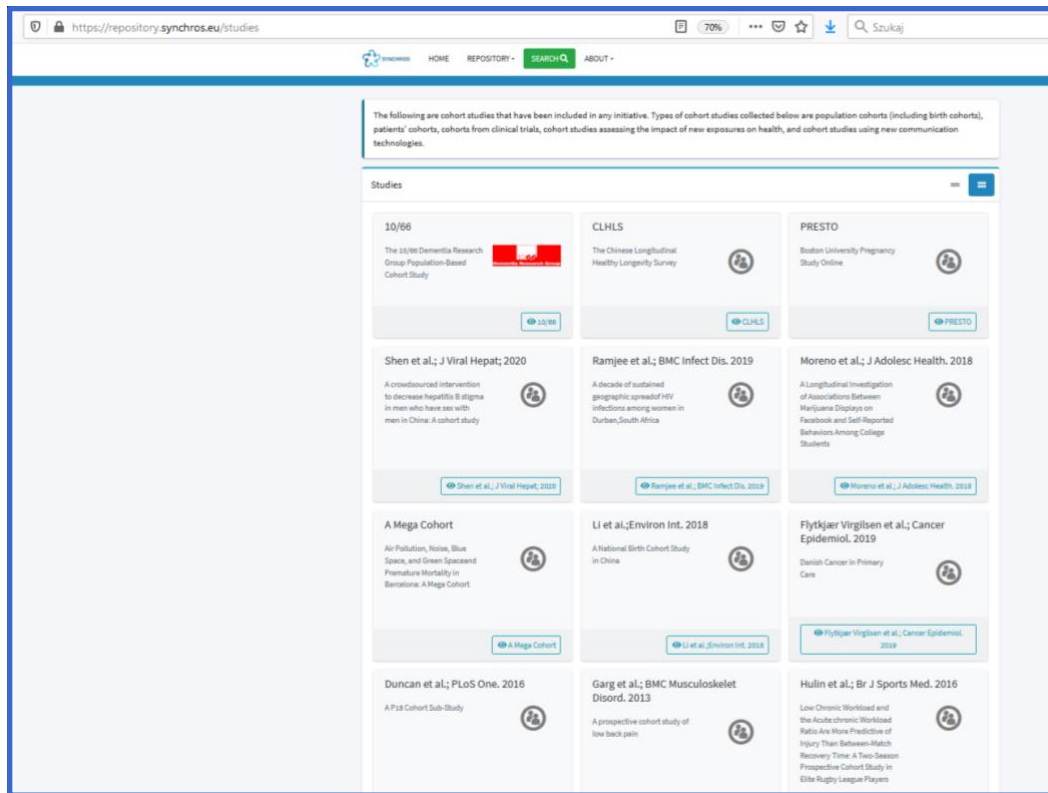 https://repository.synchros.eu/studies
70%
Szukaj
SYNCHROS
HOME
REPOSITORY
SEARCH
ABOUT
The following are cohort studies that have been included in any initiative. Types of cohort studies collected below are population cohorts (including birth cohorts),
patients' cohorts, cohorts from clinical trials, cohort studies assessing the impact of new exposures on health, and cohort studies using new communication
technologies.
Studies
10/66
The 10/66 Dementia Research
Group Population-Based
Cohort Study
Dementia Research Group
10/66
CLHLS
The Chinese Longitudinal
Healthy Longevity Survey
CLHLS
PRESTO
Boston University Pregnancy
Study Online
PRESTO
Shen et al.; J Viral Hepat; 2020
A crowdsourced intervention
to decrease hepatitis B stigma
in men who have sex with
men in China: A cohort study
Shen et al.; J Viral Hepat; 2020
Ramjee et al.; BMC Infect Dis. 2019
A decade of sustained
geographic spreadof HIV
infections among women in
Durban,South Africa
Ramjee et al.; BMC Infect Dis. 2019
Moreno et al.; J Adolesc Health. 2018
A Longitudinal Investigation
of Associations Between
Marijuana Displays on
Facebook and Self-Reported
Behaviors Among College
Students
Moreno et al.; J Adolesc Health. 2018
A Mega Cohort
Air Pollution, Noise, Blue
Space, and Green Spaceand
Premature Mortality in
Barcelona: A Mega Cohort
A Mega Cohort
Li et al.;Environ Int. 2018
A National Birth Cohort Study
in China
Li et al.;Environ Int. 2018
Flytkjær Virgilsen et al.; Cancer
Epidemiol. 2019
Danish Cancer in Primary
Care
Flytkjær Virgilsen et al.; Cancer Epidemiol.
2019
Duncan et al.; PLoS One. 2016
A P18 Cohort Sub-Study
Garg et al.; BMC Musculoskelet
Disord. 2013
A prospective cohort study of
low back pain
Hulin et al.; Br J Sports Med. 2016
Low Chronic Workload and
the Acute:chronic Workload
Ratio Are More Predictive of
Injury Than Between-Match
Recovery Time: A Two-Season
Prospective Cohort Study in
Elite Rugby League Players